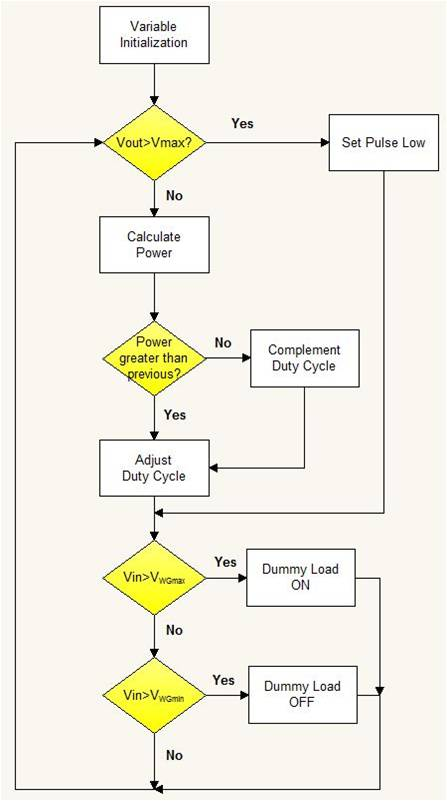 Variable
Initialization
Vout>Vmax?
Yes
Set Pulse Low
No
Calculate
Power
Power
greater than
previous?
No
Complement
Duty Cycle
Yes
Adjust
Duty Cycle
Vin>VWGmax
Yes
Dummy Load
ON
No
Vin>VWGmin
Yes
Dummy Load
OFF
No